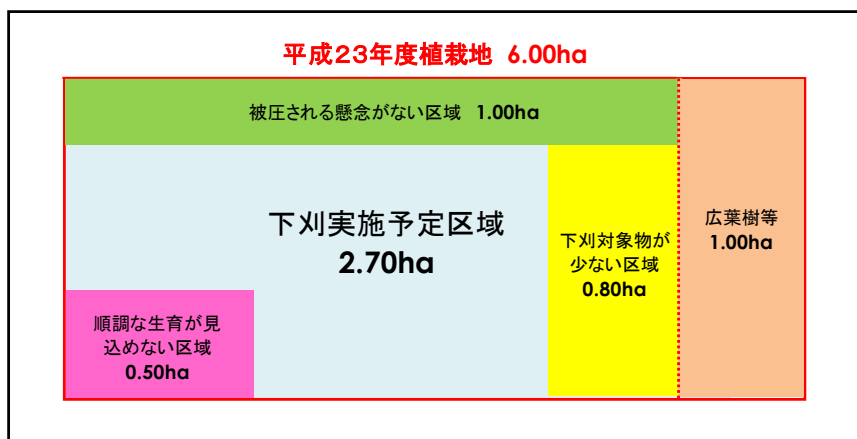 平成23年度植栽地 6.00ha
被圧される懸念がない区域 1.00ha
下刈実施予定区域
2.70ha
下刈対象物が
少ない区域
0.80ha
広葉樹等
1.00ha
順調な生育が見
込めない区域
0.50ha